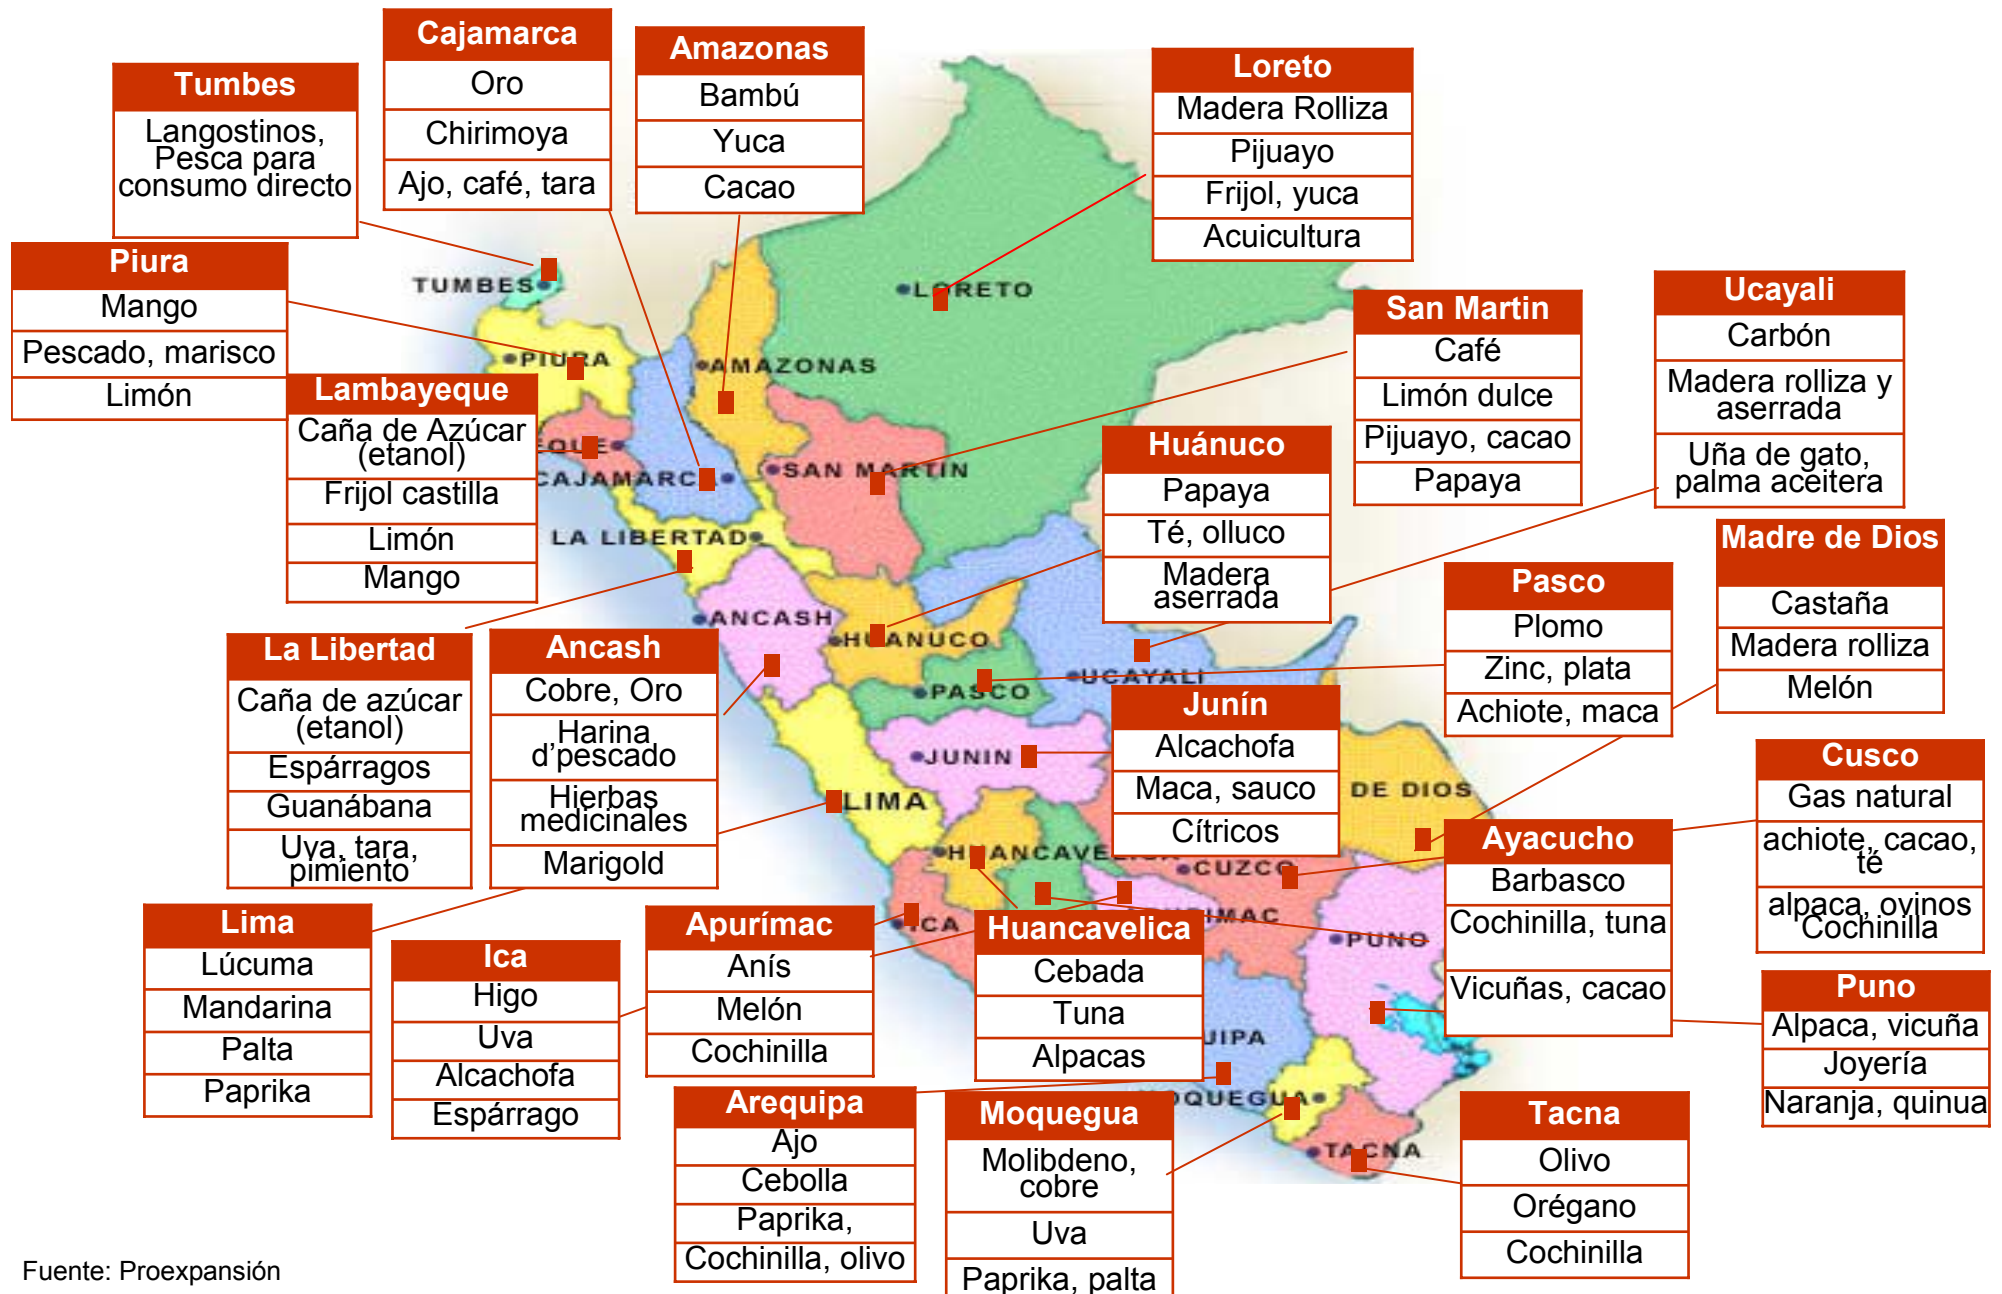 Cajamarca
Oro
Chirimoya
Ajo, café, tara
Amazonas
Bambú
Yuca
Cacao
Loreto
Madera Rolliza
Pijuayo
Frijol, yuca
Acuicultura
Tumbes
Langostinos,
Pesca para
consumo directo
Piura
Mango
Pescado, marisco
Limón
Ucayali
Carbón
Madera rolliza y
aserrada
Uña de gato,
palma aceitera
San Martin
Café
Limón dulce
Pijuayo, cacao
Papaya
Lambayeque
Caña de Azúcar
(etanol)
Frijol castilla
Limón
Mango
Huánuco
Papaya
Té, olluco
Madera
aserrada
Madre de Dios
Castaña
Madera rolliza
Melón
Pasco
Plomo
Zinc, plata
Achiote, maca
La Libertad
Caña de azúcar
(etanol)
Espárragos
Guanábana
Uva, tara,
pimiento
Ancash
Cobre, Oro
Harina
d’pescado
Hierbas
medicinales
Marigold
Junín
Alcachofa
Maca, sauco
Cítricos
Cusco
Gas natural
achiote, cacao,
té
alpaca, ovinos
Cochinilla
Ayacucho
Barbasco
Cochinilla, tuna
Vicuñas, cacao
Lima
Lúcuma
Mandarina
Palta
Paprika
Ica
Higo
Uva
Alcachofa
Espárrago
Apurímac
Anís
Melón
Cochinilla
Huancavelica
Cebada
Tuna
Alpacas
Puno
Alpaca, vicuña
Joyería
Naranja, quinua
Arequipa
Ajo
Cebolla
Paprika,
Cochinilla, olivo
Moquegua
Molibdeno,
cobre
Uva
Paprika, palta
Tacna
Olivo
Orégano
Cochinilla
TUMBES
PIURA
LORETO
AMAZONAS
SAN MARTIN
LA LIBERTAD
ANCASH
HUANUCO
PASCO
UCAYALI
JUNIN
LIMA
DE DIOS
CUZCO
ICA
PUNO
TACNA
Fuente: Proexpansión